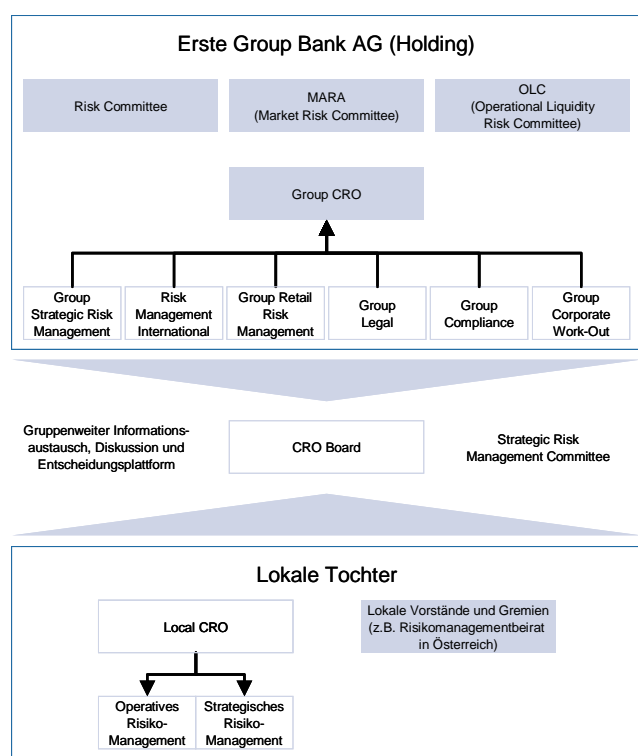 Erste Group Bank AG (Holding)
Risk Committee
MARA
(Market Risk Committee)
OLC
(Operational Liquidity
Risk Committee)
Group CRO
Group
Strategic Risk
Management
Risk
Management
International
Group Retail
Risk
Management
Group
Legal
Group
Compliance
Group
Corporate
Work-Out
Gruppenweiter Informations-
austausch, Diskussion und
Entscheidungsplattform
CRO Board
Strategic Risk
Management Committee
Lokale Tochter
Local CRO
Lokale Vorstände und Gremien
(z.B. Risikomanagementbeirat
in Österreich)
Operatives
Risiko-
Management
Strategisches
Risiko-
Management